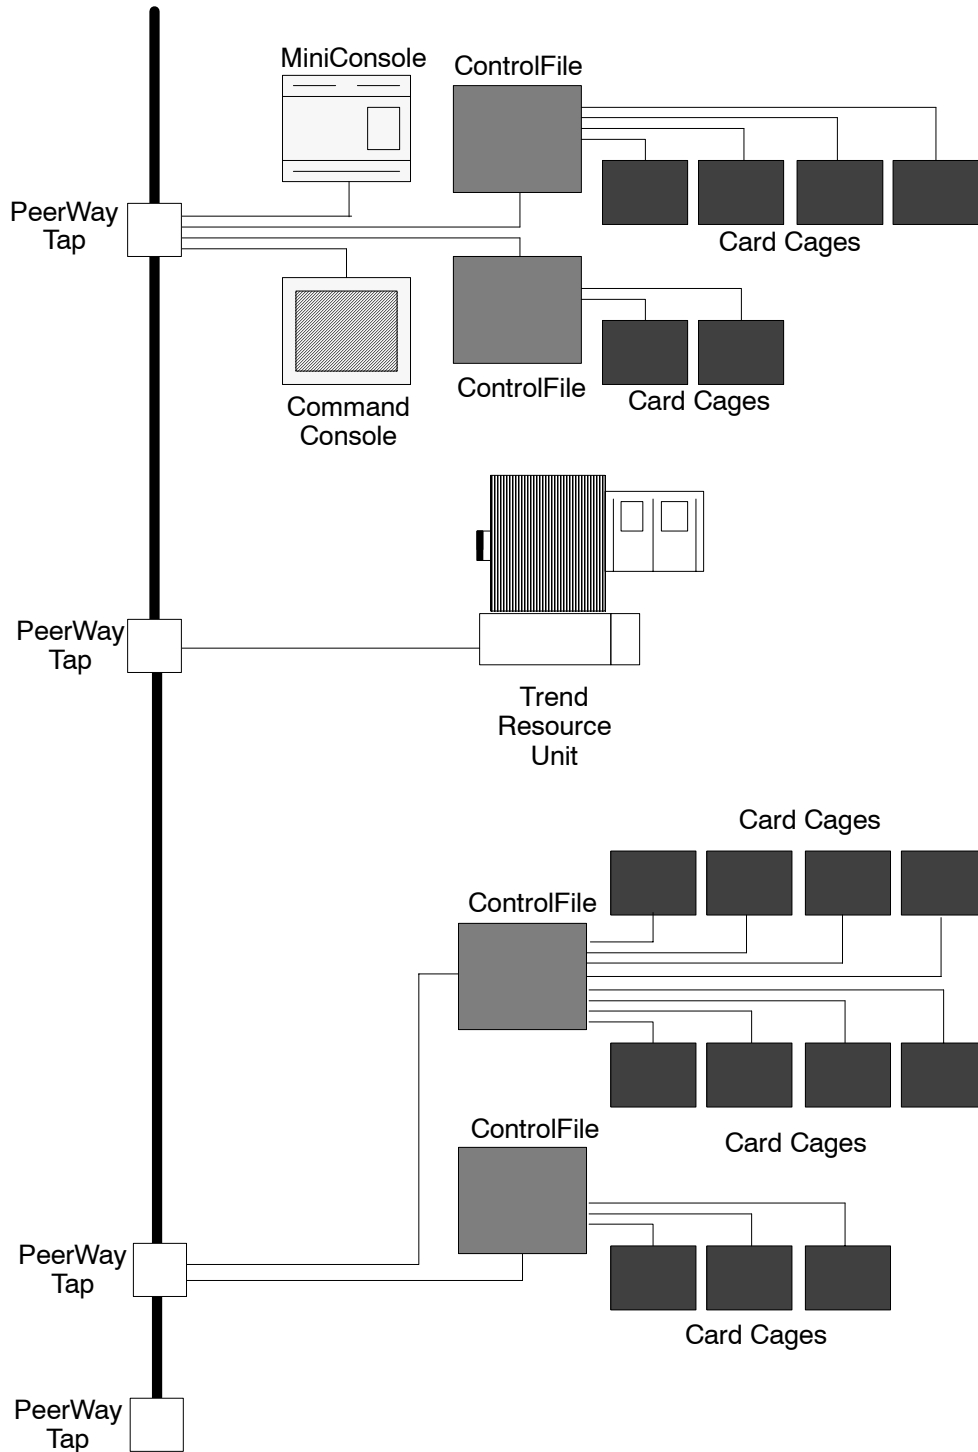 MiniConsole
ControlFile
PeerWay
Tap
Card Cages
ControlFile
Card Cages
Command
Console
PeerWay
Tap
Trend
Resource
Unit
Card Cages
ControlFile
ControlFile
Card Cages
PeerWay
Tap
Card Cages
PeerWay
Tap